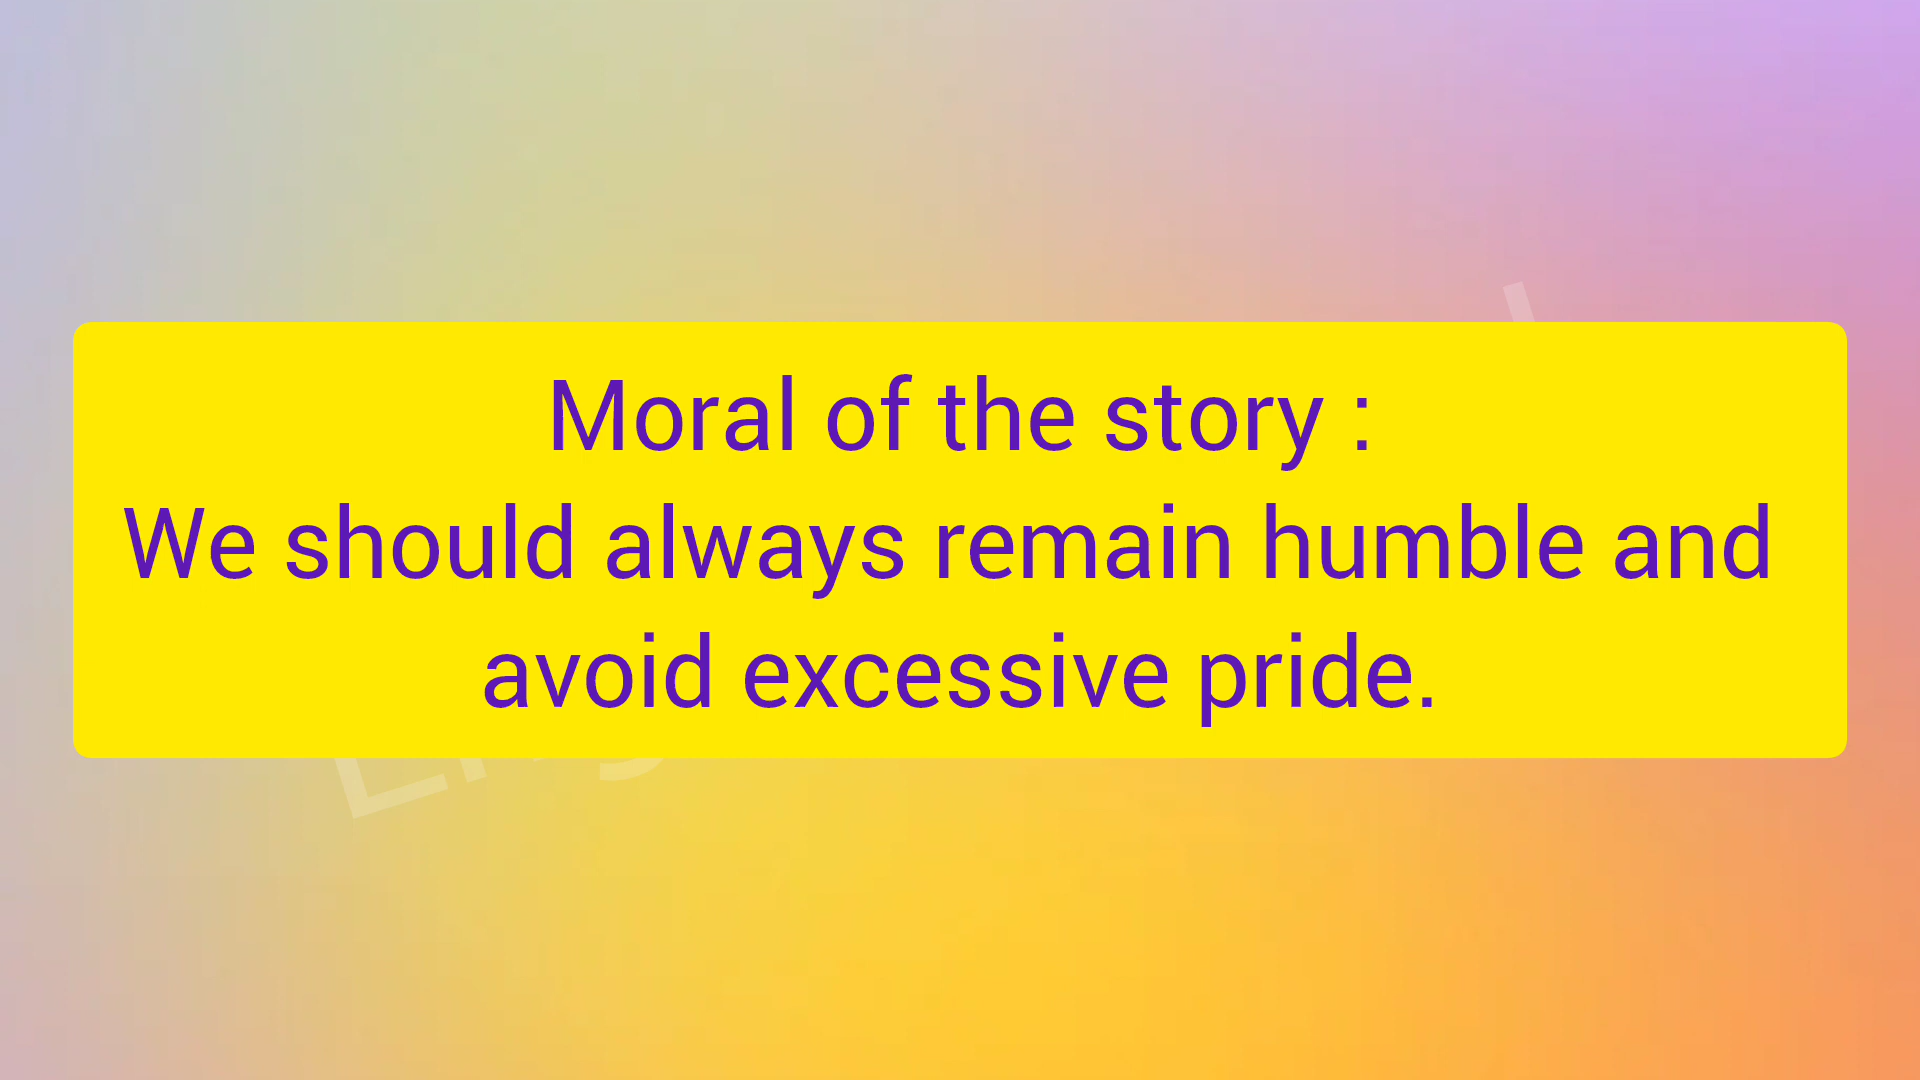 Moral of the story :
We should always remain humble and
avoid excessive pride.